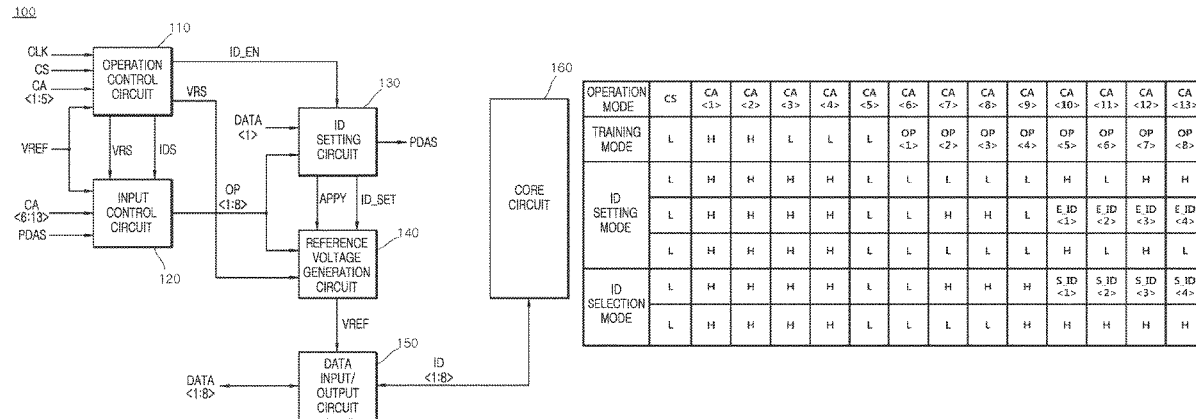 100
110
CLK
CS
CA
<1:5>
OPERATION
CONTROL
CIRCUIT
ID_EN
VRS
VREF
VRS
IDS
CA
<6:13>
PDAS
INPUT
CONTROL
CIRCUIT
120
OP
<1:8>
DATA
<1>
130
ID
SETTING
CIRCUIT
PDAS
APPY
ID_SET
140
REFERENCE
VOLTAGE
GENERATION
CIRCUIT
VREF
150
DATA
<1:8>
DATA
INPUT/
OUTPUT
CIRCUIT
ID
<1:8>
160
CORE
CIRCUIT
OPERATION MODE CS CA <1> CA <2> CA <3> CA <4> CA <5> CA <6> CA <7> CA <8> CA <9> CA <10> CA <11> CA <12> CA <13>
TRAINING MODE L H H L L L OP <1> OP <2> OP <3> OP <4> OP <5> OP <6> OP <7> OP <8>
ID SETTING MODE
L H H H H L L L L L H L H H
L H H H H L L H H L E_ID <1> E_ID <2> E_ID <3> E_ID <4>
L H H H H L L L L L H L H L
ID SELECTION MODE
L H H H H L L H H H S_ID <1> S_ID <2> S_ID <3> S_ID <4>
L H H H H L L L L H H H H H